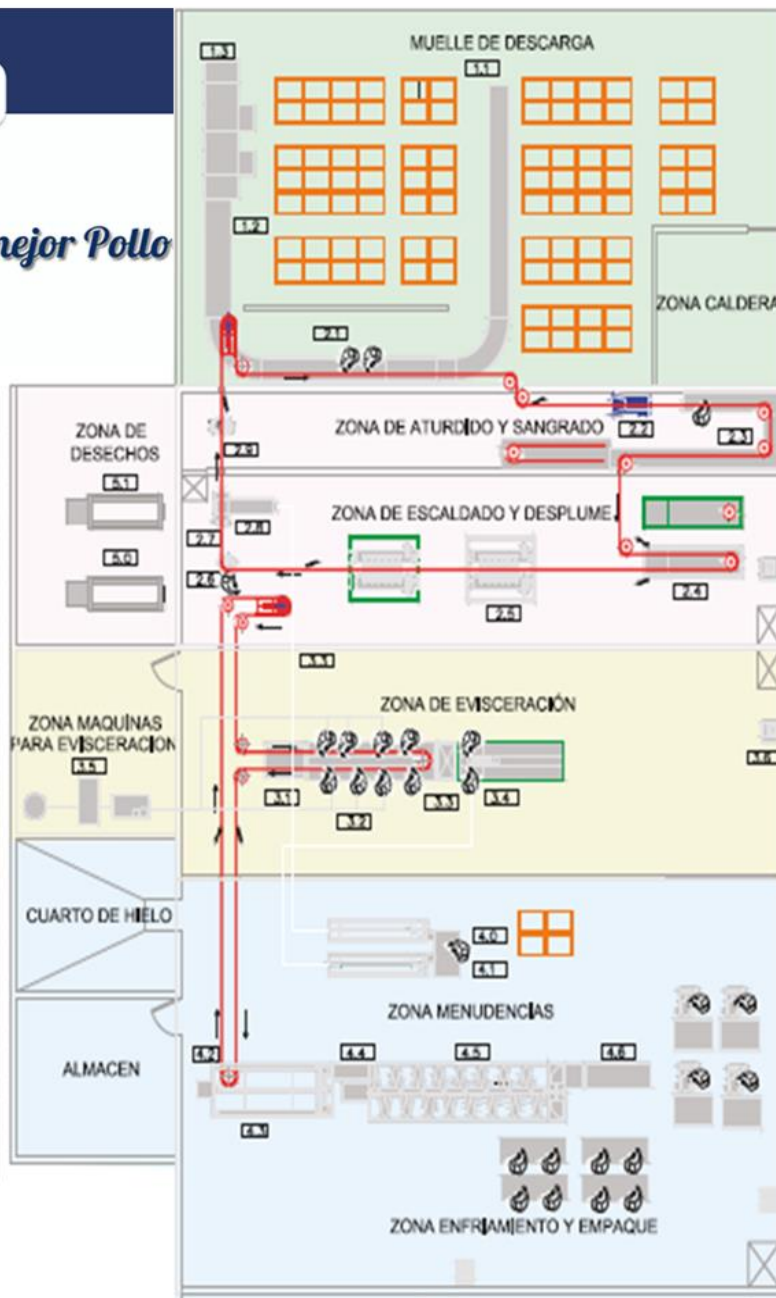 mejor Pollo
MUELLE DE DESCARGA
1.3
1.1
1.2
ZONA CALDERA
2.1
ZONA DE
DESECHOS
ZONA DE ATURDIDO Y SANGRADO
2.2
2.3
2.9
5.1
ZONA DE ESCALDADO Y DESPLUME
2.8
2.7
5.0
2.6
2.4
2.5
3.1
ZONA DE EVISCERACIÓN
ZONA MAQUÍNAS
PARA EVISCERACION
3.5
3.6
3.1
3.3
3.4
3.2
CUARTO DE HIELO
4.0
4.1
ZONA MENUDENCÍAS
ALMACEN
4.2
4.4
4.5
4.6
4.3
ZONA ENFRIAMIENTO Y EMPAQUE